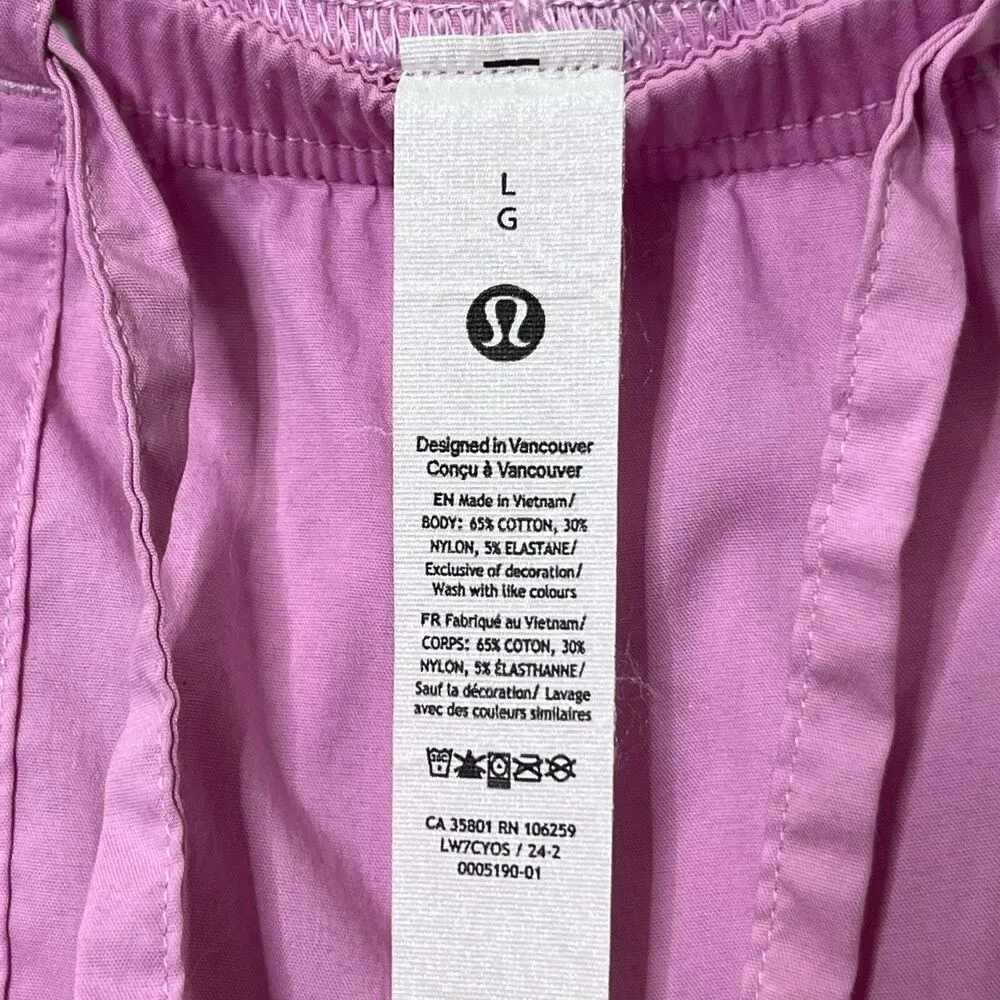 L
G
Designed in Vancouver
Conçu à Vancouver
EN Made in Vietnam/
BODY: 65% COTTON, 30%
NYLON, 5% ELASTANE/
Exclusive of decoration/
Wash with like colours
FR Fabriqué au Vietnam/
CORPS: 65% COTON, 30%
NYLON, 5% ÉLASTHANNE/
Sauf la décoration/ Lavage
avec des couleurs similaires
CA 35801 RN 106259
LW7CYOS / 24-2
0005190-01